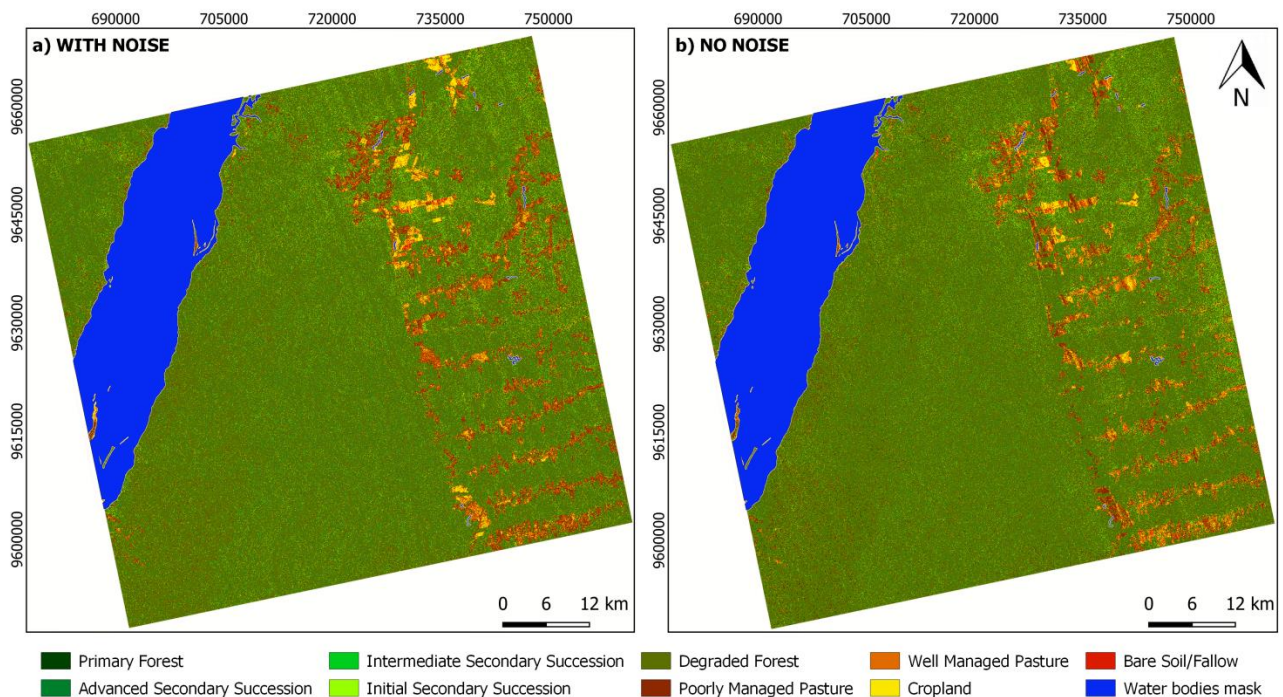 690000 705000 720000 735000 750000
690000 705000 720000 735000 750000
a) WITH NOISE
b) NO NOISE
N
9660000
9645000
9630000
9615000
9600000
9660000
9645000
9630000
9615000
9600000
0 6 12 km
0 6 12 km
Primary Forest
Intermediate Secondary Succession
Degraded Forest
Well Managed Pasture
Bare Soil/Fallow
Advanced Secondary Succession
Initial Secondary Succession
Poorly Managed Pasture
Cropland
Water bodies mask